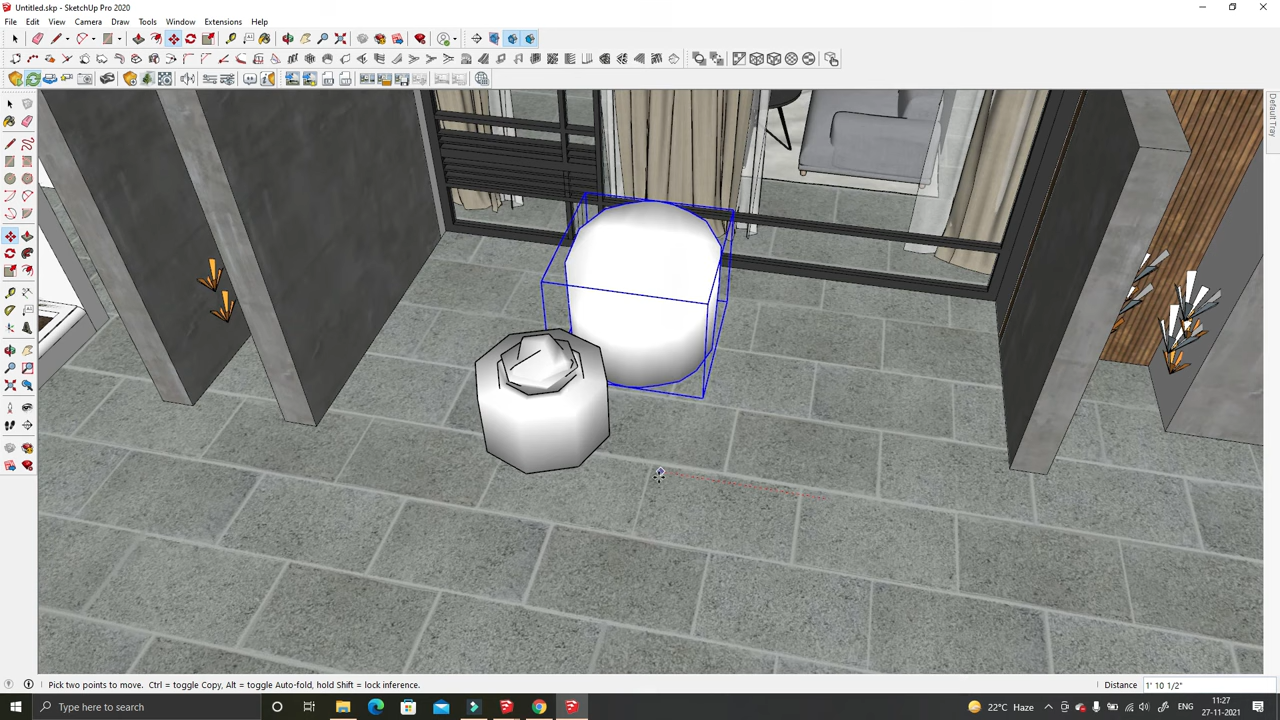 Untitled.skp - SketchUp Pro 2020
File Edit View Camera Draw Tools Window Extensions Help
Default Tray
Pick two points to move. Ctrl = toggle Copy, Alt = toggle Auto-fold, hold Shift = lock inference.
Distance 1' 10 1/2"
Type here to search
22°C Haze
ENG
11:27
27-11-2021